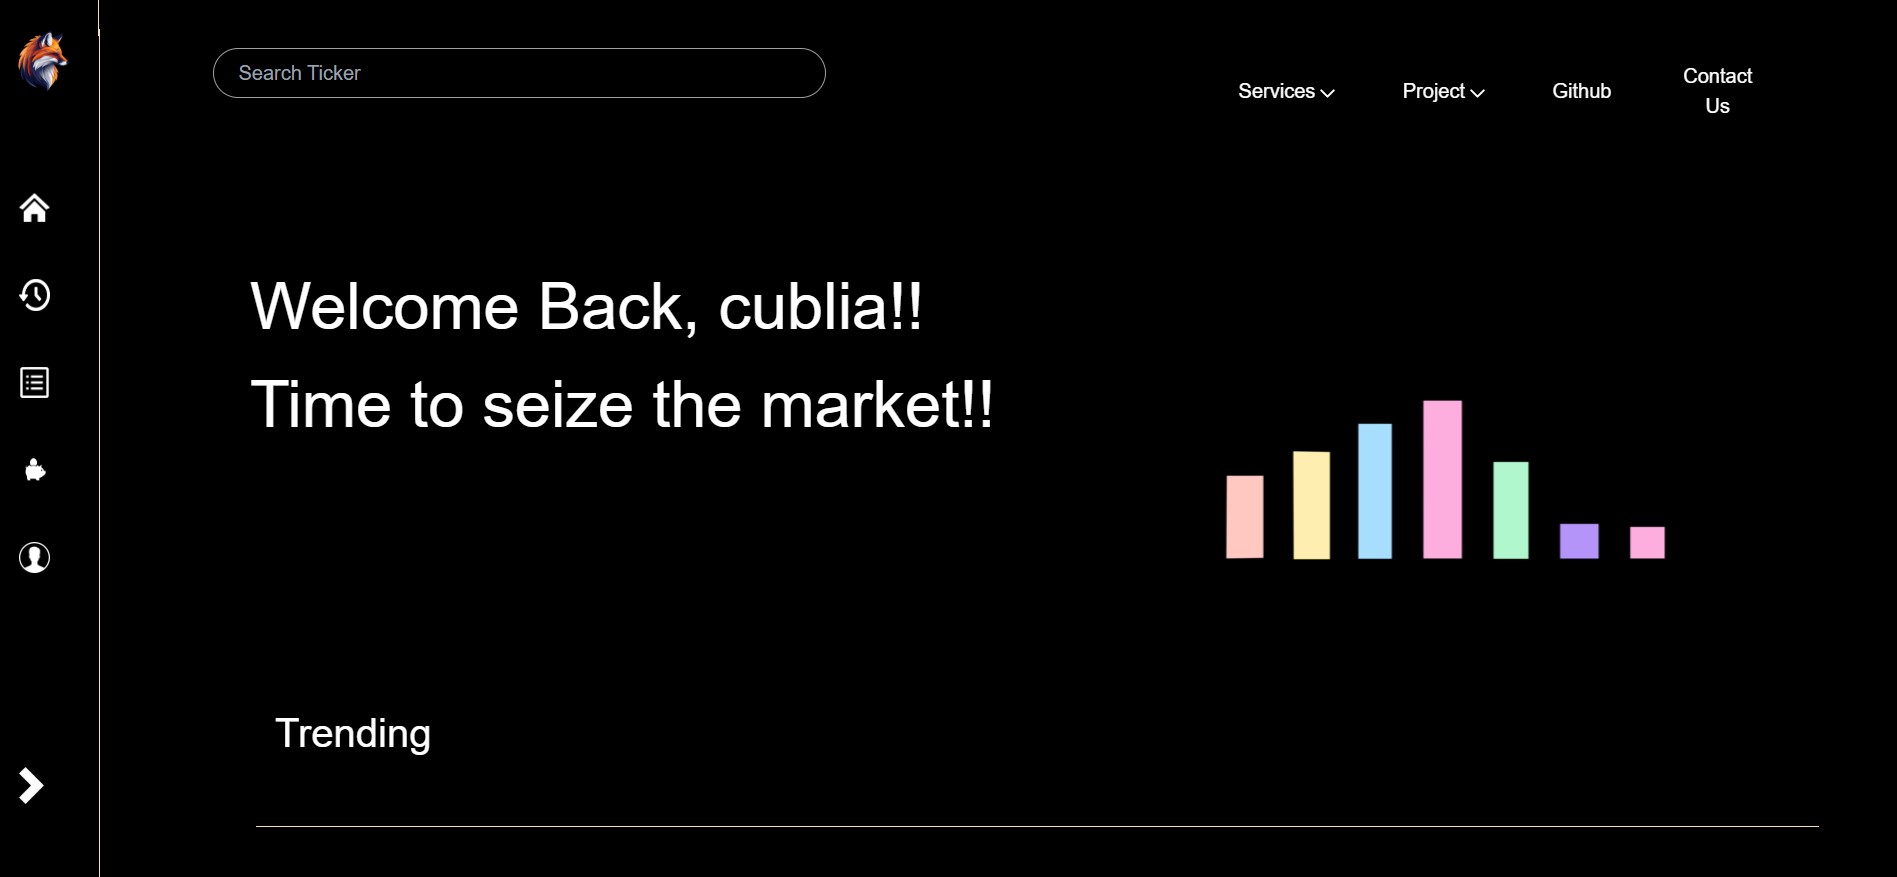 Search Ticker
Services
Project
Github
Contact
Us
Welcome Back, cublia!!
Time to seize the market!!
Trending